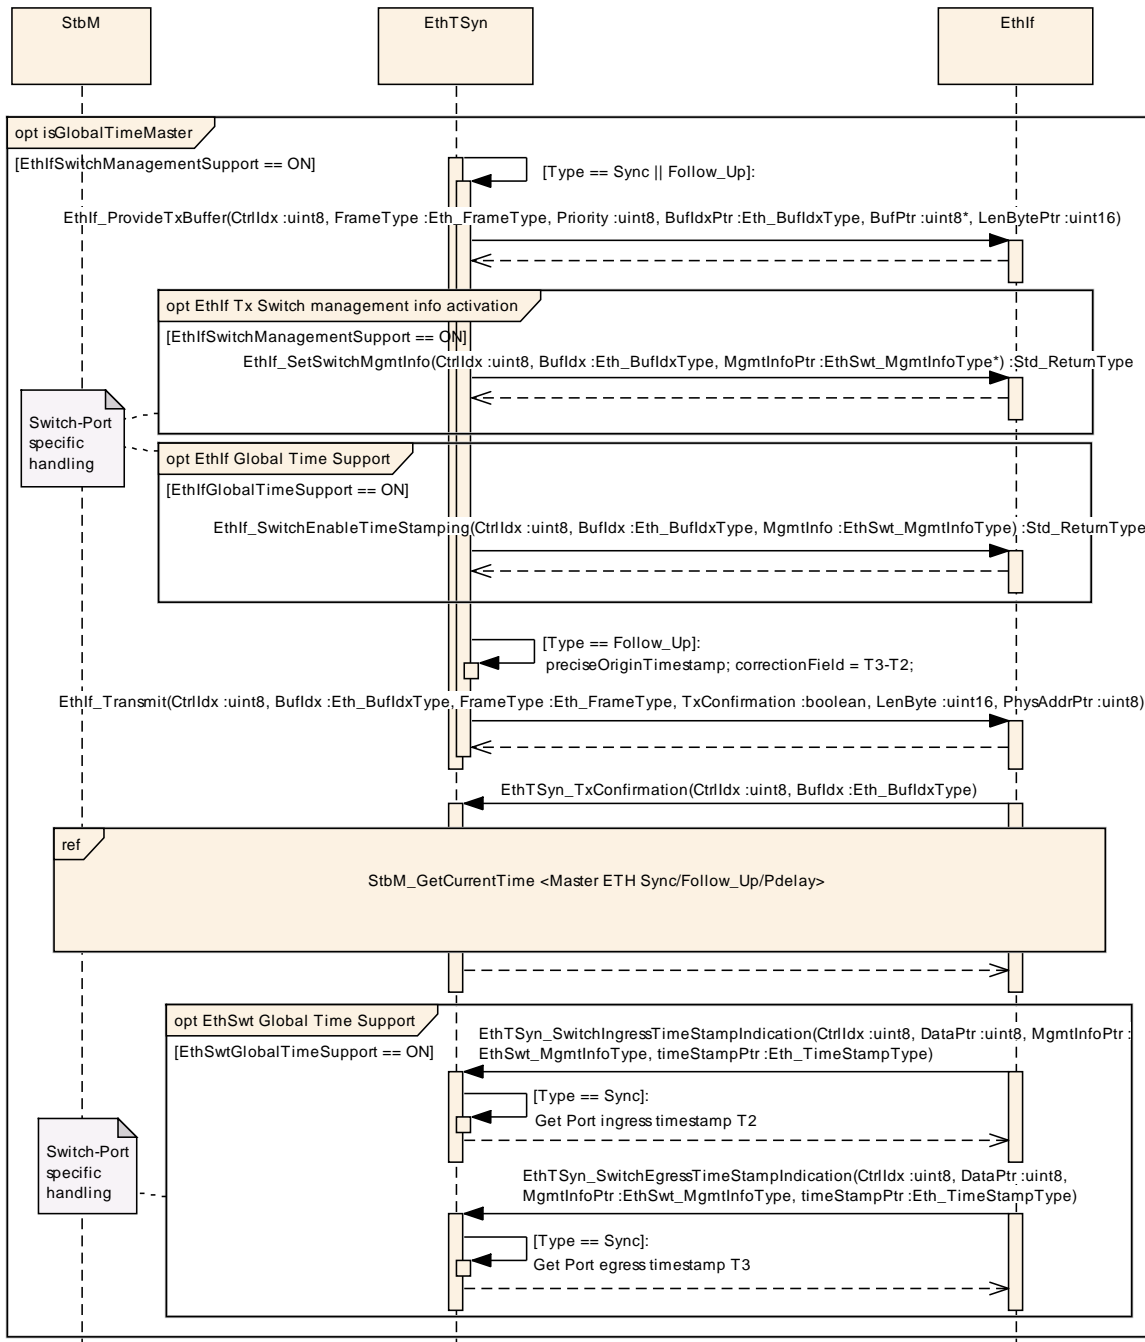 StbM
EthTSyn
EthIf
opt isGlobalTimeMaster
[EthIfSwitchManagementSupport == ON]
[Type == Sync || Follow_Up]:
EthIf_ProvideTxBuffer(CtrlIdx :uint8, FrameType :Eth_FrameType, Priority :uint8, BufIdxPtr :Eth_BufIdxType, BufPtr :uint8*, LenBytePtr :uint16)
opt EthIf Tx Switch management info activation
[EthIfSwitchManagementSupport == ON]
EthIf_SetSwitchMgmtInfo(CtrlIdx :uint8, BufIdx :Eth_BufIdxType, MgmtInfoPtr :EthSwt_MgmtInfoType*) :Std_ReturnType
Switch-Port
specific
handling
opt EthIf Global Time Support
[EthIfGlobalTimeSupport == ON]
EthIf_SwitchEnableTimeStamping(CtrlIdx :uint8, BufIdx :Eth_BufIdxType, MgmtInfo :EthSwt_MgmtInfoType) :Std_ReturnType
[Type == Follow_Up]:
preciseOriginTimestamp; correctionField = T3-T2;
EthIf_Transmit(CtrlIdx :uint8, BufIdx :Eth_BufIdxType, FrameType :Eth_FrameType, TxConfirmation :boolean, LenByte :uint16, PhysAddrPtr :uint8)
EthTSyn_TxConfirmation(CtrlIdx :uint8, BufIdx :Eth_BufIdxType)
ref
StbM_GetCurrentTime <Master ETH Sync/Follow_Up/Pdelay>
opt EthSwt Global Time Support
[EthSwtGlobalTimeSupport == ON]
EthTSyn_SwitchIngressTimeStampIndication(CtrlIdx :uint8, DataPtr :uint8, MgmtInfoPtr :
EthSwt_MgmtInfoType, timeStampPtr :Eth_TimeStampType)
[Type == Sync]:
Get Port ingress timestamp T2
Switch-Port
specific
handling
EthTSyn_SwitchEgressTimeStampIndication(CtrlIdx :uint8, DataPtr :uint8,
MgmtInfoPtr :EthSwt_MgmtInfoType, timeStampPtr :Eth_TimeStampType)
[Type == Sync]:
Get Port egress timestamp T3